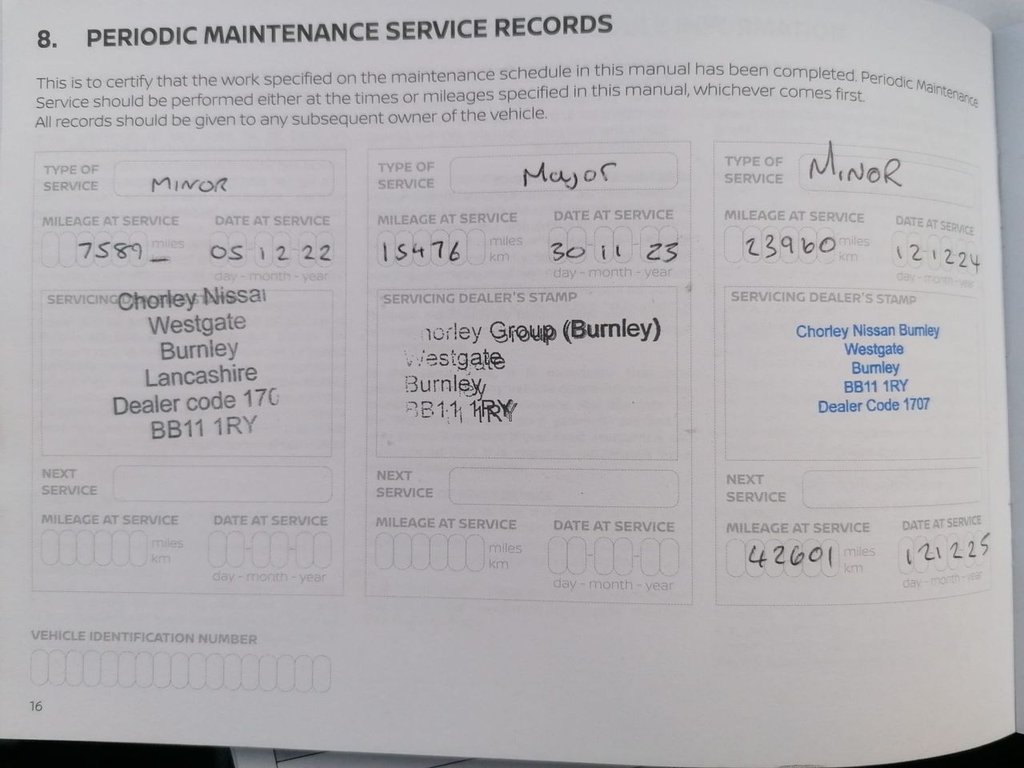 8. PERIODIC MAINTENANCE SERVICE RECORDS
This is to certify that the work specified on the maintenance schedule in this manual has been completed. Periodic Maintenance
Service should be performed either at the times or mileages specified in this manual, whichever comes first.
All records should be given to any subsequent owner of the vehicle.
TYPE OF SERVICE MINOR
MILEAGE AT SERVICE DATE AT SERVICE
7589 miles 05 12 22
day - month - year
SERVICING
Chorley Nissa
Westgate
Burnley
Lancashire
Dealer code 170
BB11 1RY
NEXT SERVICE
MILEAGE AT SERVICE DATE AT SERVICE
miles
km
day - month - year
TYPE OF SERVICE Major
MILEAGE AT SERVICE DATE AT SERVICE
15476 miles km 30 11 23
day - month - year
SERVICING DEALER'S STAMP
horley Group (Burnley)
Westgate
Burnley
BB11 1RY
NEXT SERVICE
MILEAGE AT SERVICE DATE AT SERVICE
miles
km
day - month - year
TYPE OF SERVICE MINOR
MILEAGE AT SERVICE DATE AT SERVICE
23960 miles km 121224
day - month - year
SERVICING DEALER'S STAMP
Chorley Nissan Burnley
Westgate
Burnley
BB11 1RY
Dealer Code 1707
NEXT SERVICE
MILEAGE AT SERVICE DATE AT SERVICE
42601 miles km 121225
day - month - year
VEHICLE IDENTIFICATION NUMBER
16